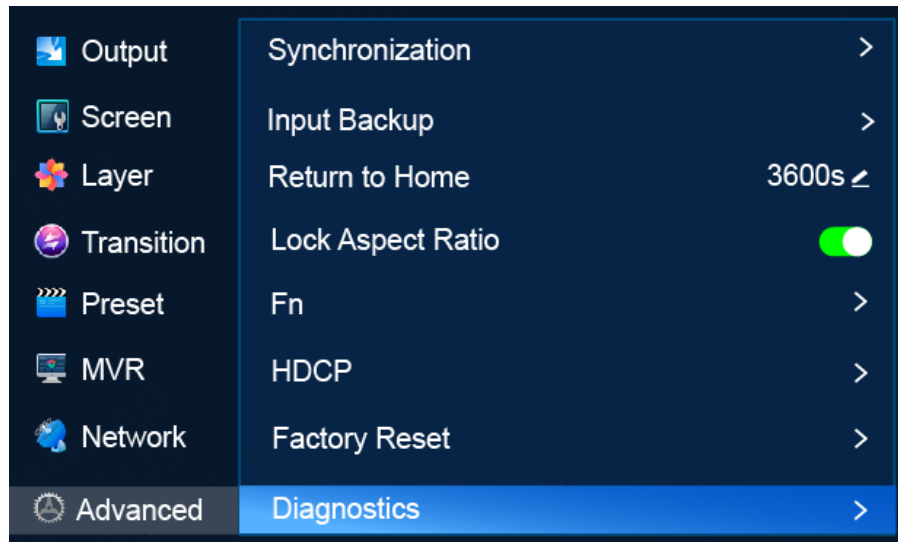 Output
Screen
Layer
Transition
Preset
MVR
Network
Advanced
Synchronization >
Input Backup >
Return to Home 3600s
Lock Aspect Ratio
Fn >
HDCP >
Factory Reset >
Diagnostics >